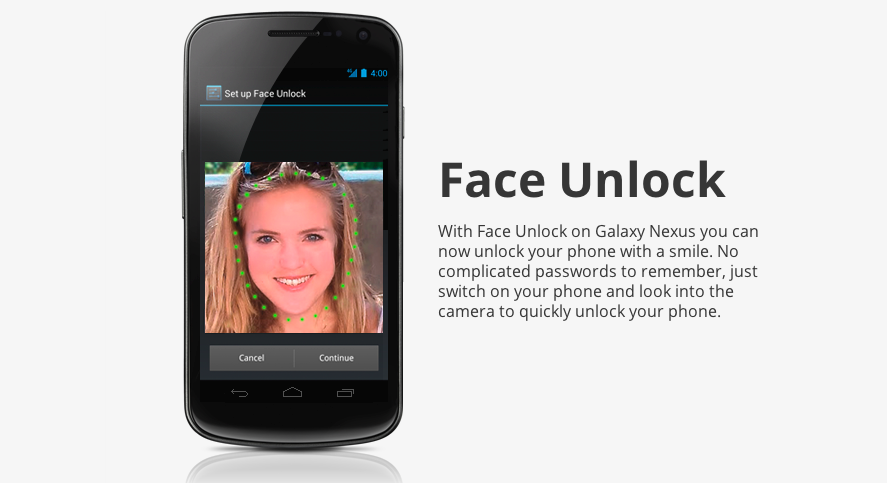 4:00
Set up Face Unlock
Cancel
Continue
Face Unlock
With Face Unlock on Galaxy Nexus you can
now unlock your phone with a smile. No
complicated passwords to remember, just
switch on your phone and look into the
camera to quickly unlock your phone.